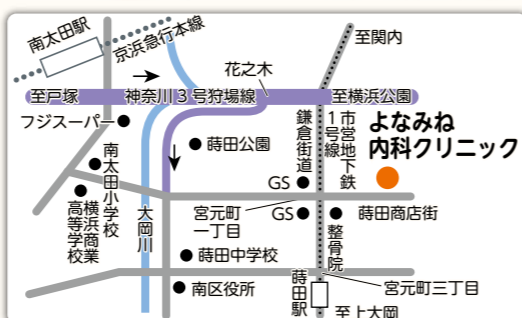 南太田駅
京浜急行本線
至関内
花之木
至戸塚
神奈川3号狩場線
至横浜公園
フジスーパー
蒔田公園
鎌倉街道
市営地下鉄
1号線
よなみね
内科クリニック
南太田小学校
横浜商業
高等学校
大岡川
GS
宮元町
一丁目
GS
蒔田商店街
整骨院
蒔田中学校
南区役所
蒔田駅
宮元町三丁目
至上大岡